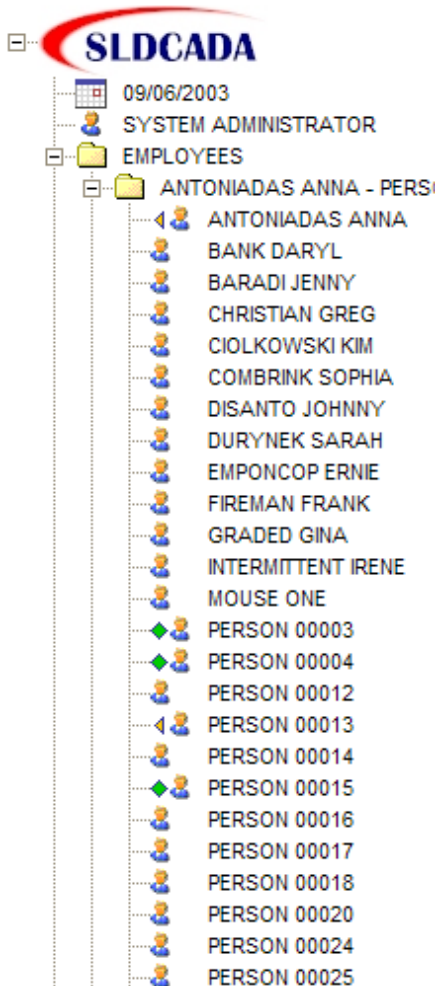 SLDCADA
09/06/2003
SYSTEM ADMINISTRATOR
EMPLOYEES
ANTONIADAS ANNA - PERSO
ANTONIADAS ANNA
BANK DARYL
BARADI JENNY
CHRISTIAN GREG
CIOLKOWSKI KIM
COMBRINK SOPHIA
DISANTO JOHNNY
DURYNEK SARAH
EMPONCOP ERNIE
FIREMAN FRANK
GRADED GINA
INTERMITTENT IRENE
MOUSE ONE
PERSON 00003
PERSON 00004
PERSON 00012
PERSON 00013
PERSON 00014
PERSON 00015
PERSON 00016
PERSON 00017
PERSON 00018
PERSON 00020
PERSON 00024
PERSON 00025